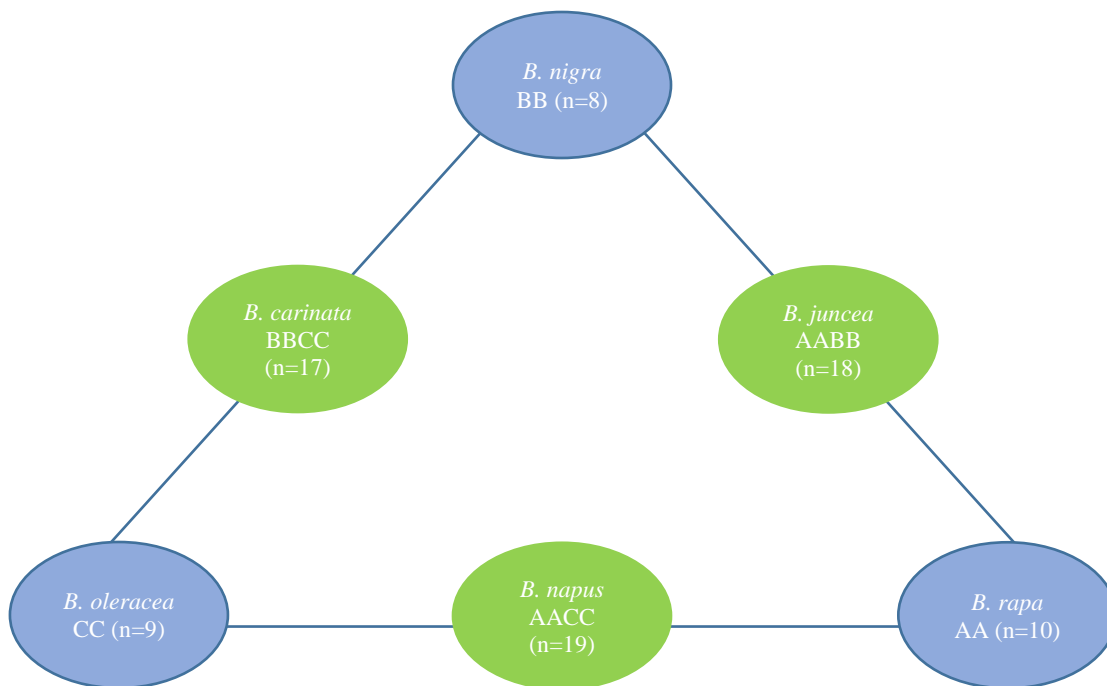 B. nigra
BB (n=8)
B. carinata
BBCC
(n=17)
B. juncea
AABB
(n=18)
B. oleracea
CC (n=9)
B. napus
AACC
(n=19)
B. rapa
AA (n=10)